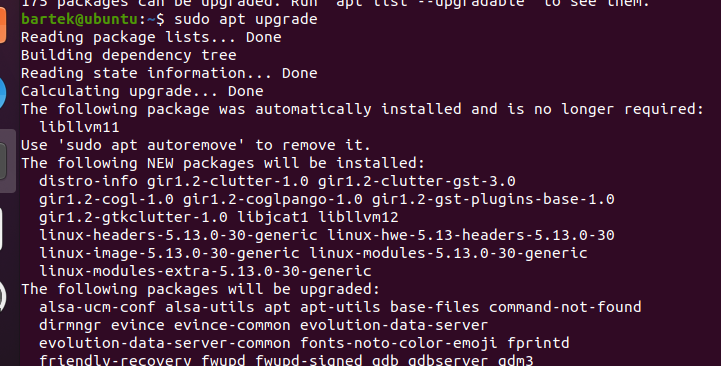 175 packages can be upgraded. Run 'apt list --upgradable' to see them.
bartek@ubuntu:~$ sudo apt upgrade
Reading package lists... Done
Building dependency tree
Reading state information... Done
Calculating upgrade... Done
The following package was automatically installed and is no longer required:
  libllvm11
Use 'sudo apt autoremove' to remove it.
The following NEW packages will be installed:
  distro-info gir1.2-clutter-1.0 gir1.2-clutter-gst-3.0
  gir1.2-cogl-1.0 gir1.2-coglpango-1.0 gir1.2-gst-plugins-base-1.0
  gir1.2-gtkclutter-1.0 libjcat1 libllvm12
  linux-headers-5.13.0-30-generic linux-hwe-5.13-headers-5.13.0-30
  linux-image-5.13.0-30-generic linux-modules-5.13.0-30-generic
  linux-modules-extra-5.13.0-30-generic
The following packages will be upgraded:
  alsa-ucm-conf alsa-utils apt apt-utils base-files command-not-found
  dirmngr evince evince-common evolution-data-server
  evolution-data-server-common fonts-noto-color-emoji fprintd
  friendly-recovery fwupd fwupd-signed gdb gdbserver gdm3